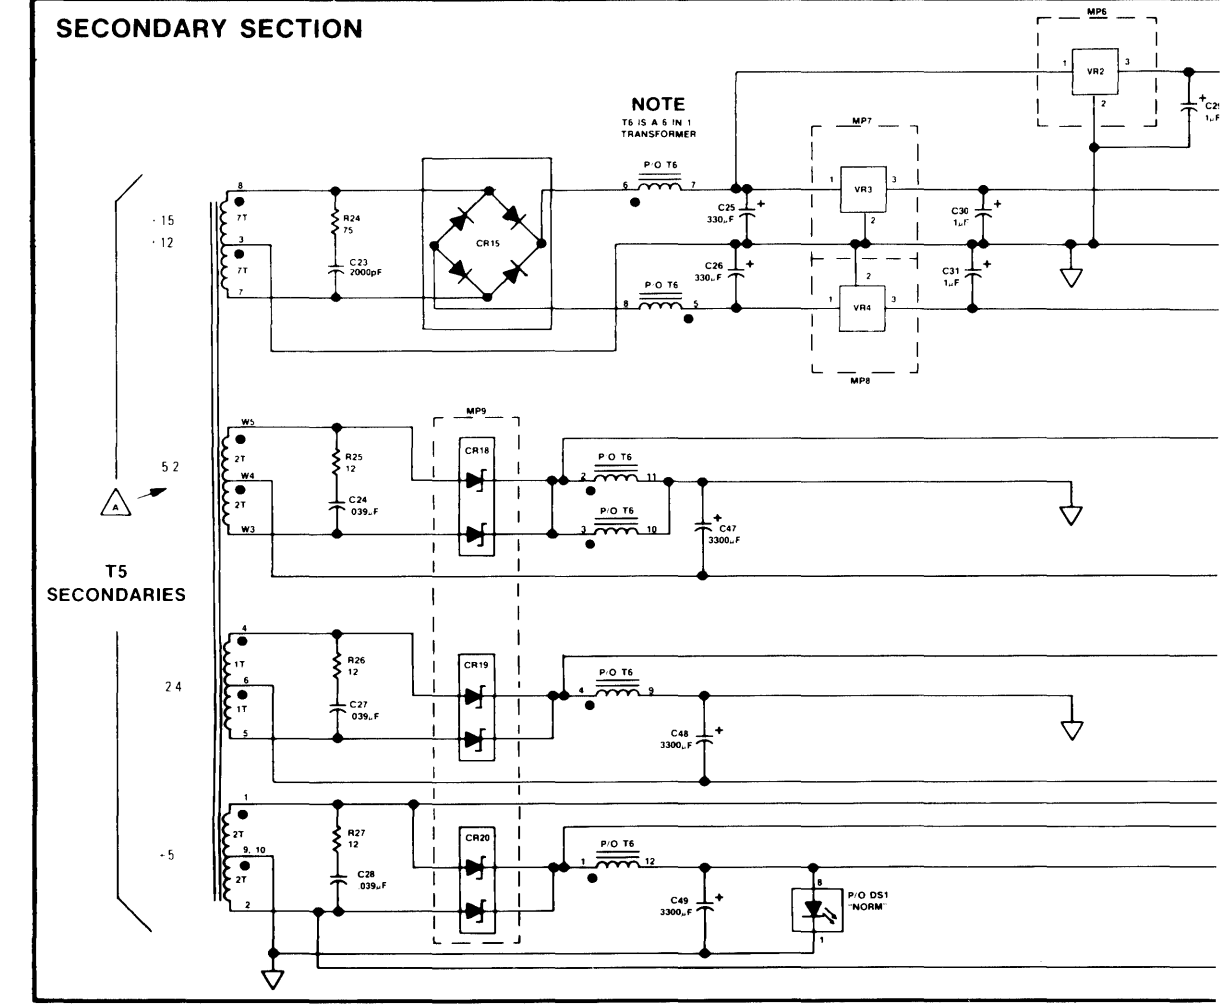 SECONDARY SECTION
MP6
1
VR2
3
2
+
1µF
NOTE
T6 IS A 6 IN 1
TRANSFORMER
MP7
P/O T6
6
7
1
VR3
3
2
C25
330µF
+
C30
1µF
+
8
7T
3
7T
7
· 15
· 12
R24
75
C23
2000pF
CR15
C26
330µF
+
C31
1µF
+
P/O T6
8
5
2
1
VR4
3
MP8
MP9
W5
2T
W4
2T
W3
5 2
R25
12
C24
039µF
CR18
P O T6
2
11
P/O T6
3
10
+
C47
3300µF
A
T5
SECONDARIES
4
1T
6
1T
5
2 4
R26
12
C27
039µF
CR19
P/O T6
4
9
C48
3300µF
+
1
2T
9, 10
2T
2
+5
R27
12
C28
.039µF
CR20
P/O T6
1
12
C49
3300µF
+
8
P/O DS1
"NORM"
1